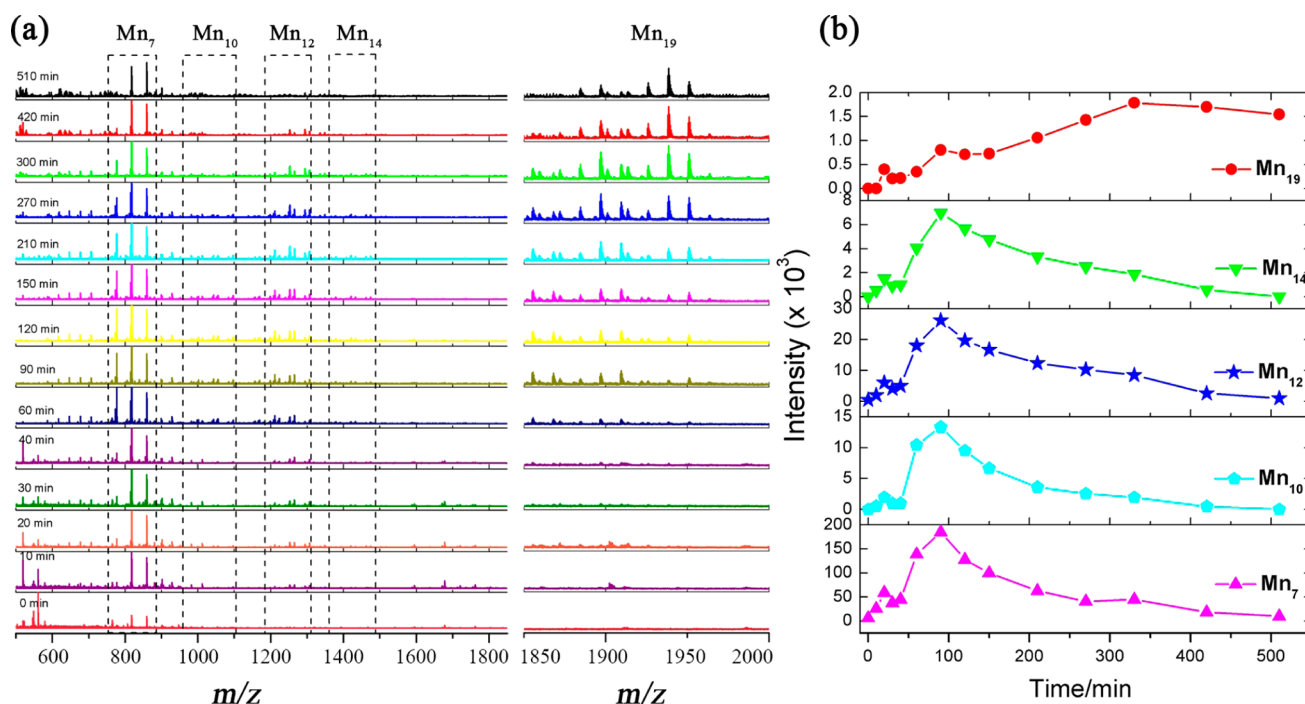 (a)
Mn7
Mn10
Mn12
Mn14
Mn19
510 min
420 min
300 min
270 min
210 min
150 min
120 min
90 min
60 min
40 min
30 min
20 min
10 min
0 min
600 800 1000 1200 1400 1600 1800
m/z
1850 1900 1950 2000
m/z
(b)
Intensity (x 10³)
2.0
1.5
1.0
0.5
0.0
Mn19
8
6
4
2
0
Mn14
30
20
10
0
Mn12
15
10
5
0
Mn10
200
150
100
50
0
Mn7
0 100 200 300 400 500
Time/min